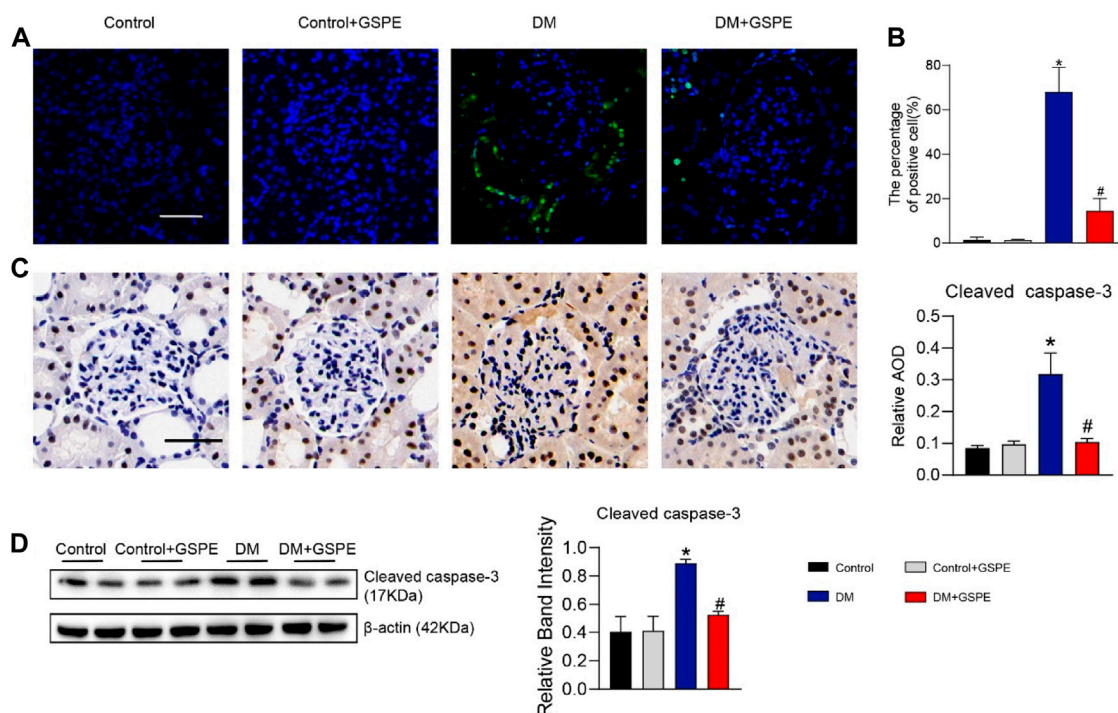 A
Control
Control+GSPE
DM
DM+GSPE
B
The percentage
of positive cell(%)
80
60
40
20
0
*
#
C
Cleaved caspase-3
Relative AOD
0.5
0.4
0.3
0.2
0.1
0.0
*
#
D
Control
Control+GSPE
DM
DM+GSPE
Cleaved caspase-3
(17KDa)
β-actin (42KDa)
Cleaved caspase-3
Relative Band Intensity
1.0
0.8
0.6
0.4
0.2
0.0
*
#
Control
Control+GSPE
DM
DM+GSPE